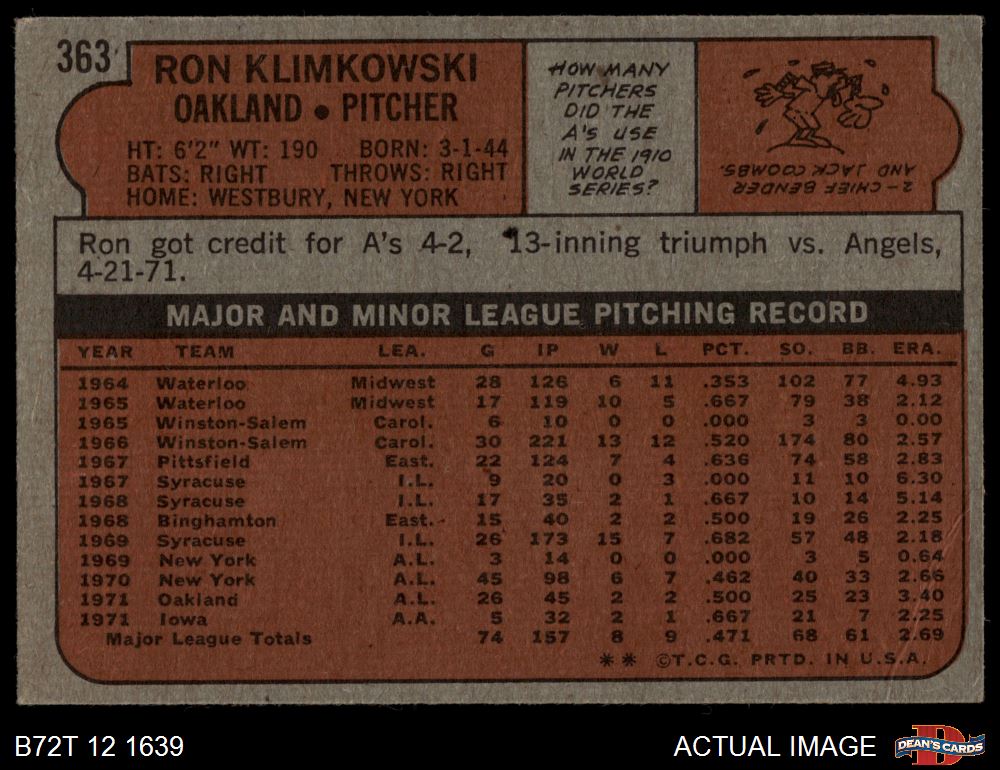 363
RON KLIMKOWSKI
OAKLAND • PITCHER
HT: 6'2" WT: 190 BORN: 3-1-44
BATS: RIGHT THROWS: RIGHT
HOME: WESTBURY, NEW YORK
HOW MANY
PITCHERS
DID THE
A'S USE
IN THE 1910
WORLD
SERIES?
2-CHIEF BENDER
AND JACK COOMBS.
Ron got credit for A's 4-2, 13-inning triumph vs. Angels,
4-21-71.
MAJOR AND MINOR LEAGUE PITCHING RECORD
YEAR TEAM LEA. G IP W L PCT. SO. BB. ERA.
1964 Waterloo Midwest 28 126 6 11 .353 102 77 4.93
1965 Waterloo Midwest 17 119 10 5 .667 79 38 2.12
1965 Winston-Salem Carol. 6 10 0 0 .000 3 3 0.00
1966 Winston-Salem Carol. 30 221 13 12 .520 174 80 2.57
1967 Pittsfield East. 22 124 7 4 .636 74 58 2.83
1967 Syracuse I.L. 9 20 0 3 .000 11 10 6.30
1968 Syracuse I.L. 17 35 2 1 .667 10 14 5.14
1968 Binghamton East. 15 40 2 2 .500 19 26 2.25
1969 Syracuse I.L. 26 173 15 7 .682 57 48 2.18
1969 New York A.L. 3 14 0 0 .000 3 5 0.64
1970 New York A.L. 45 98 6 7 .462 40 33 2.66
1971 Oakland A.L. 26 45 2 2 .500 25 23 3.40
1971 Iowa A.A. 5 32 2 1 .667 21 7 2.25
Major League Totals 74 157 8 9 .471 68 61 2.69
** ©T.C.G. PRTD. IN U.S.A.
B72T 12 1639
ACTUAL IMAGE
DEAN'S CARDS